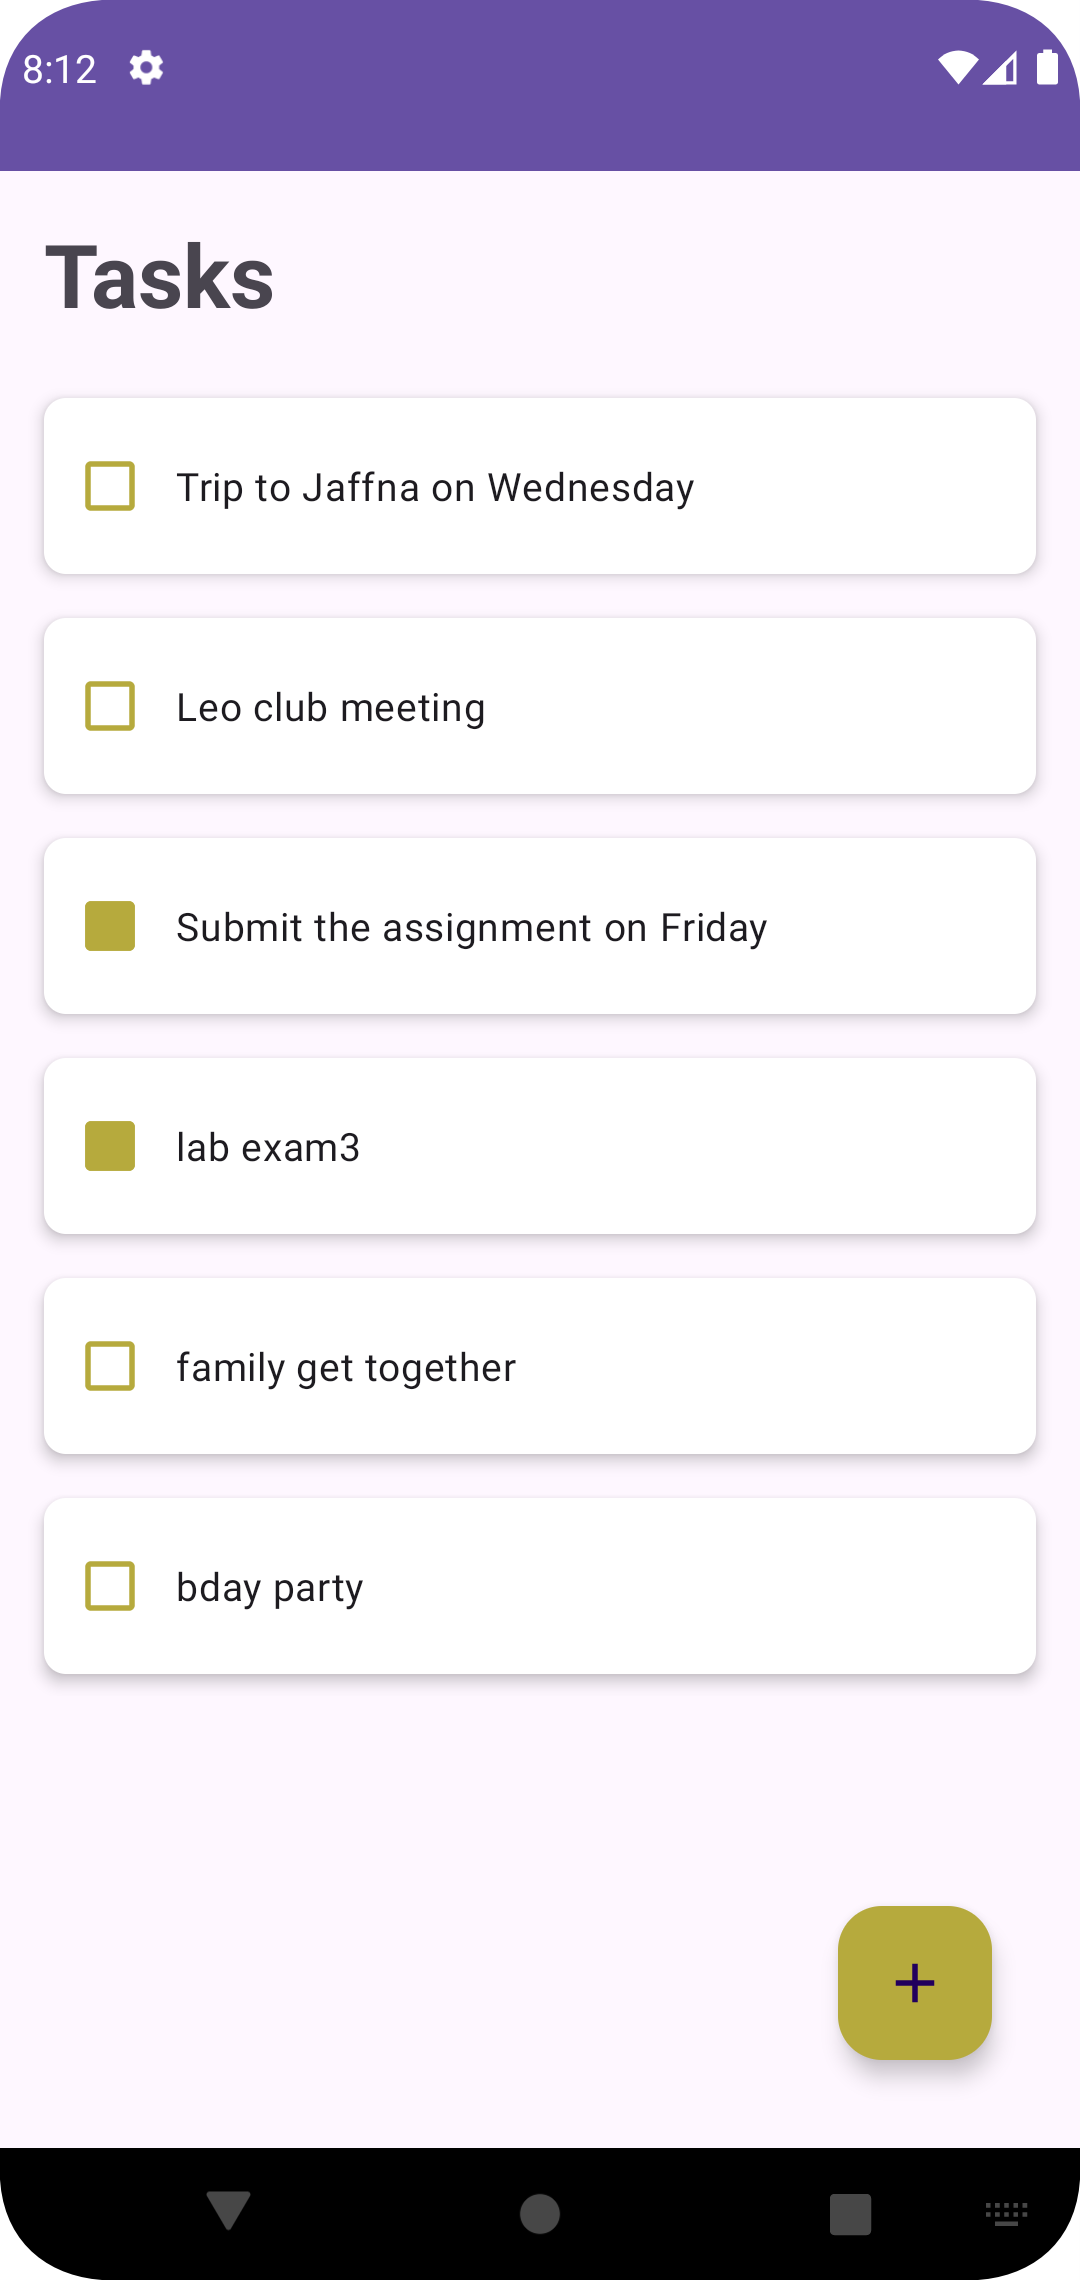 8:12
Tasks
Trip to Jaffna on Wednesday
Leo club meeting
Submit the assignment on Friday
lab exam3
family get together
bday party